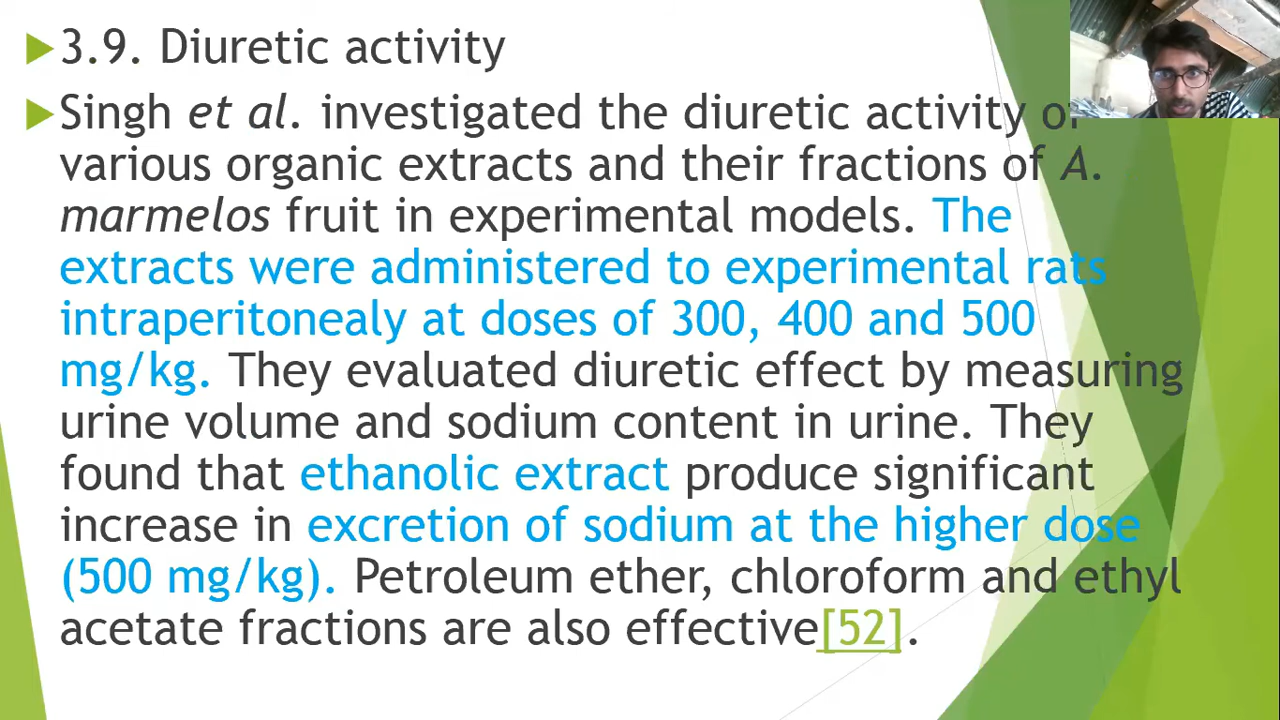 3.9. Diuretic activity
Singh et al. investigated the diuretic activity of
various organic extracts and their fractions of A.
marmelos fruit in experimental models. The
extracts were administered to experimental rats
intraperitonealy at doses of 300, 400 and 500
mg/kg. They evaluated diuretic effect by measuring
urine volume and sodium content in urine. They
found that ethanolic extract produce significant
increase in excretion of sodium at the higher dose
(500 mg/kg). Petroleum ether, chloroform and ethyl
acetate fractions are also effective[52].